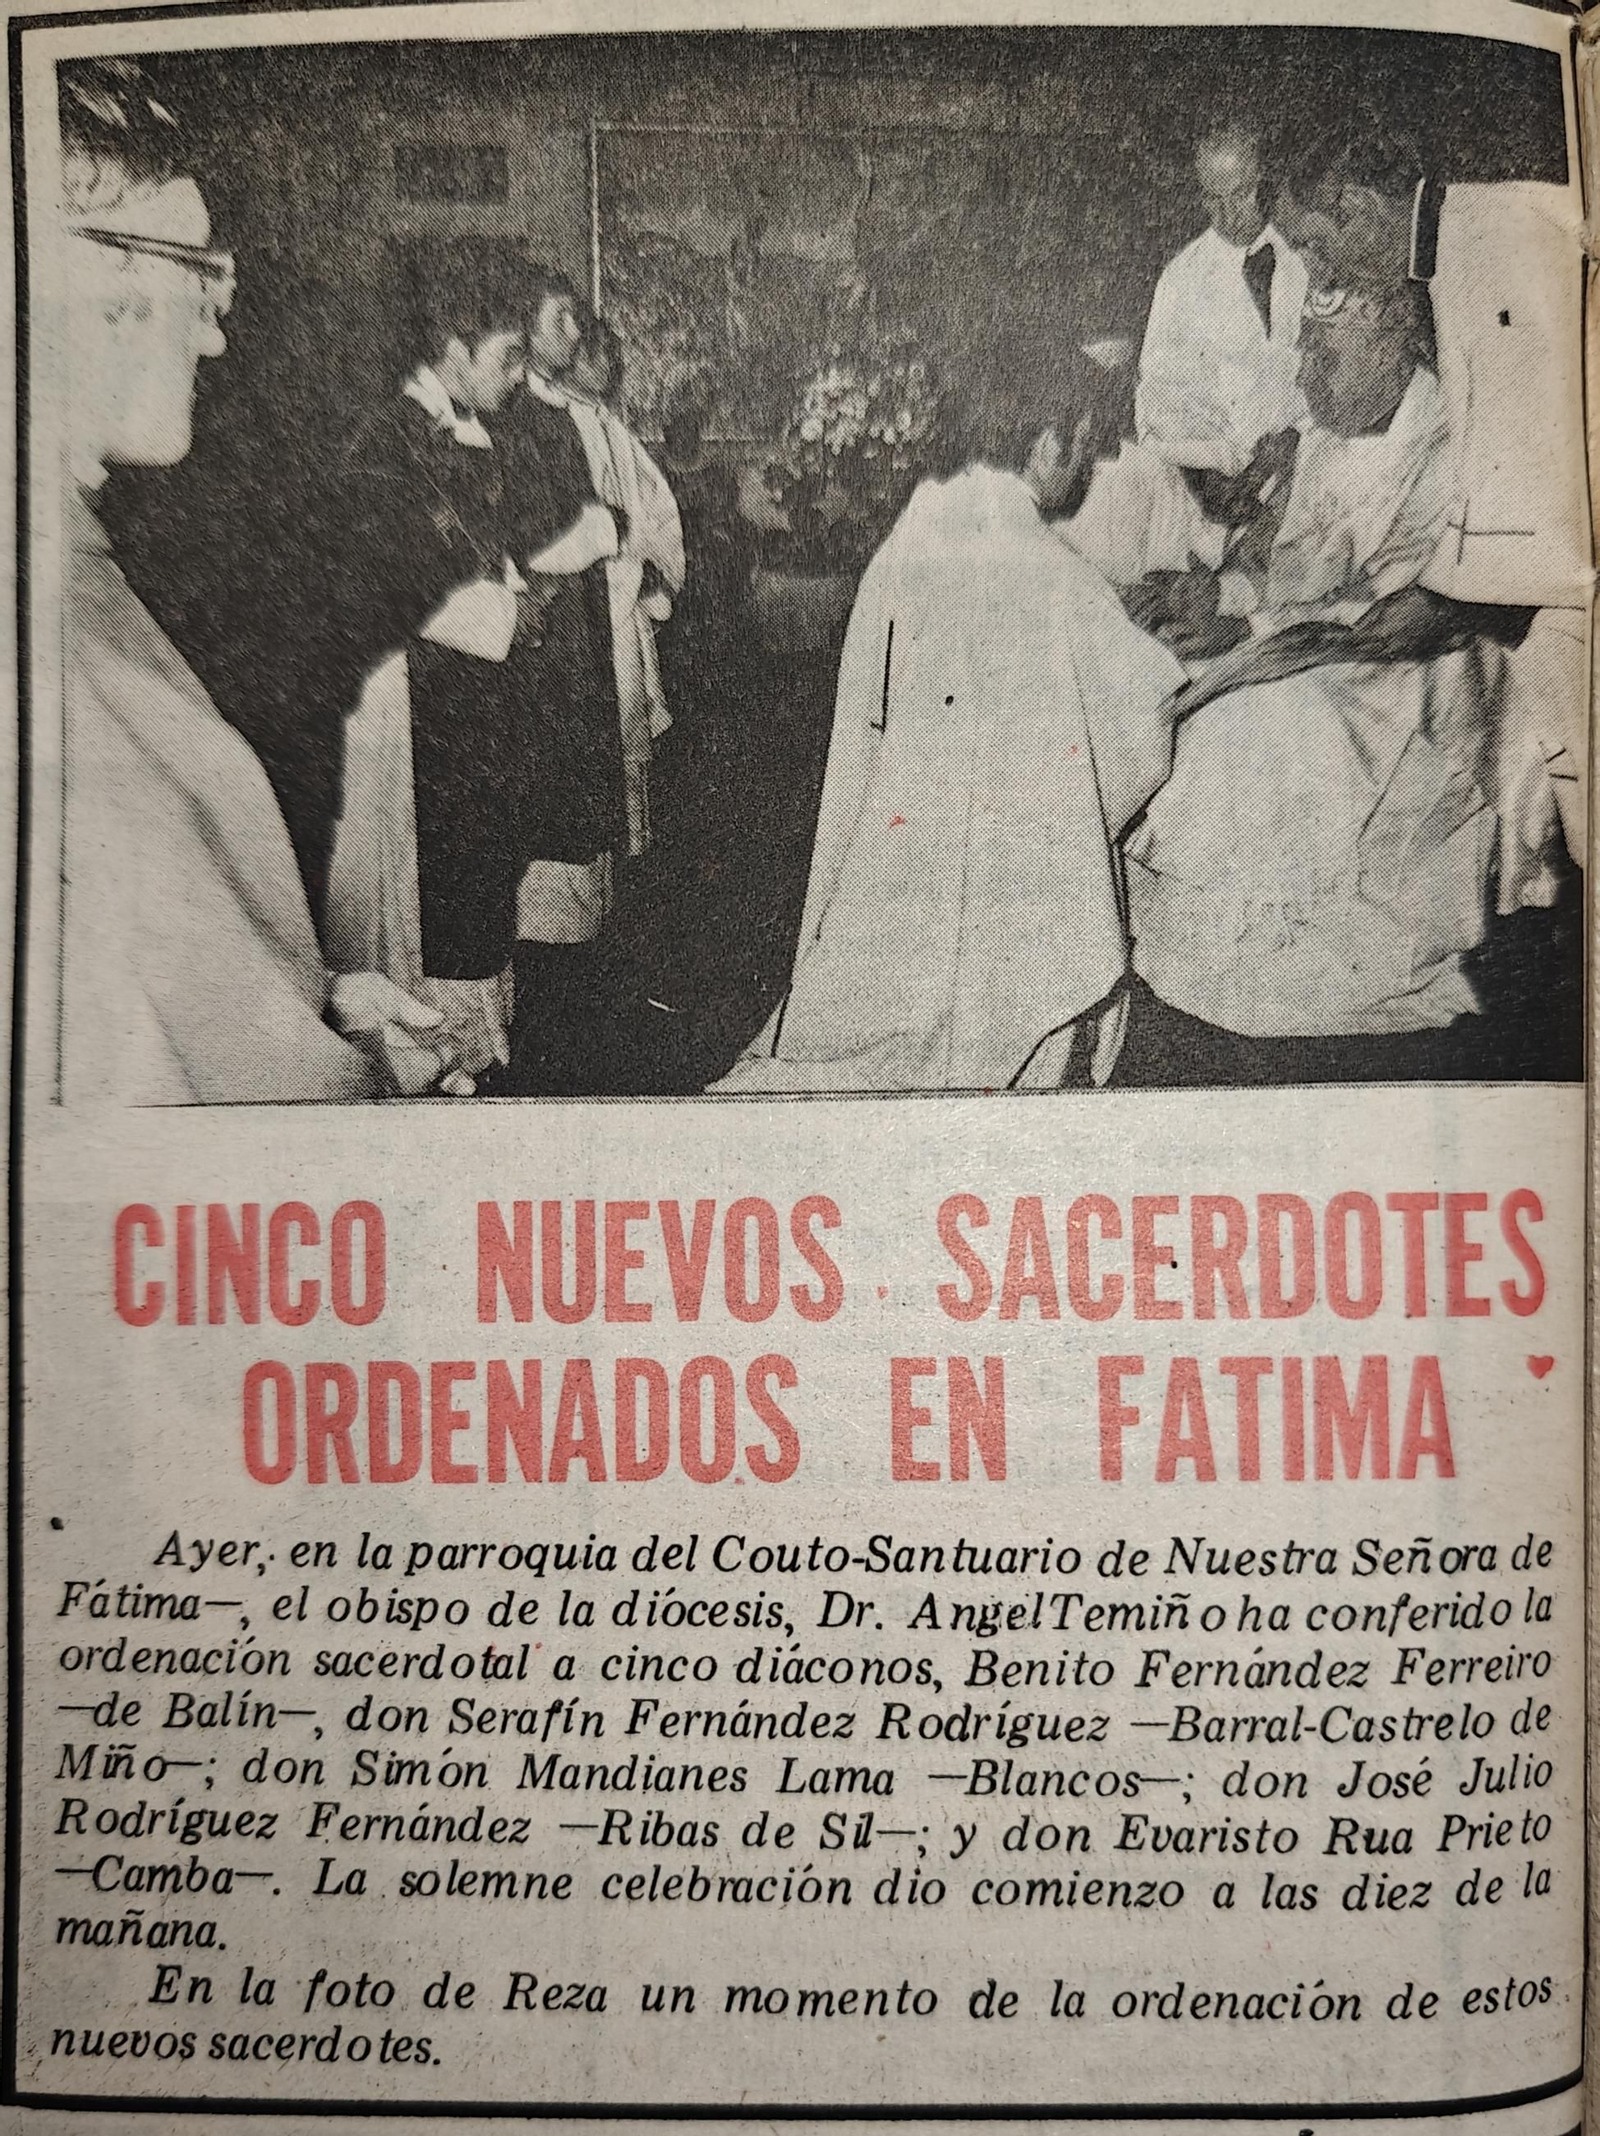 CINCO NUEVOS SACERDOTES
ORDENADOS EN FATIMA
Ayer, en la parroquia del Couto-Santuario de Nuestra Señora de
Fátima—, el obispo de la diócesis, Dr. Angel Temiño ha conferido la
ordenación sacerdotal a cinco diáconos, Benito Fernández Ferreiro
—de Balín—, don Serafín Fernández Rodríguez —Barral-Castrelo de
Miño—; don Simón Mandianes Lama —Blancos—; don José Julio
Rodríguez Fernández —Ribas de Sil—; y don Evaristo Rua Prieto
—Camba—. La solemne celebración dio comienzo a las diez de la
mañana.
En la foto de Reza un momento de la ordenación de estos
nuevos sacerdotes.